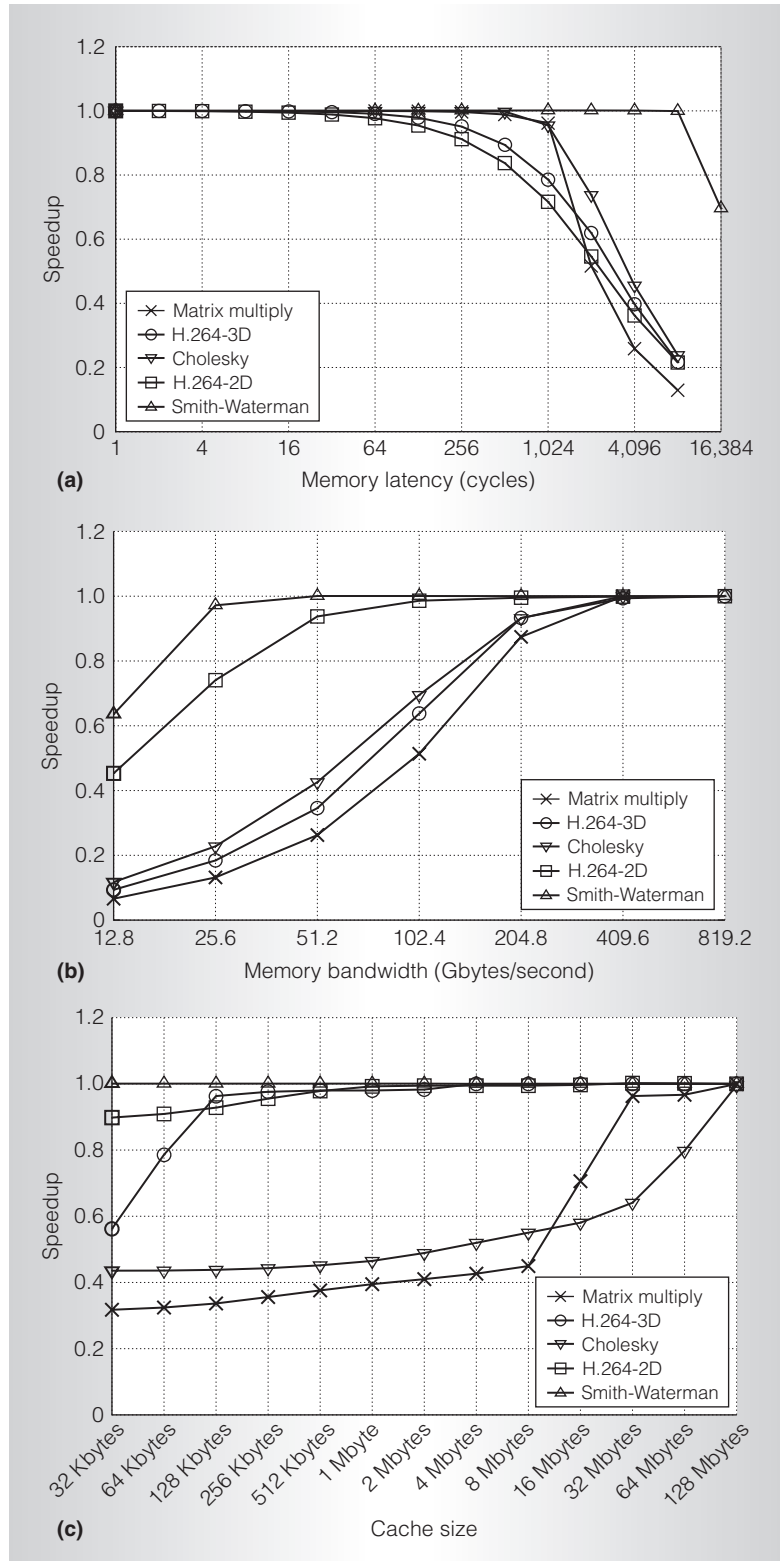 1.2
1.0
0.8
0.6
0.4
0.2
0
Speedup
Matrix multiply
H.264-3D
Cholesky
H.264-2D
Smith-Waterman
1 4 16 64 256 1,024 4,096 16,384
(a) Memory latency (cycles)
1.2
1.0
0.8
0.6
0.4
0.2
0
Speedup
Matrix multiply
H.264-3D
Cholesky
H.264-2D
Smith-Waterman
12.8 25.6 51.2 102.4 204.8 409.6 819.2
(b) Memory bandwidth (Gbytes/second)
1.2
1.0
0.8
0.6
0.4
0.2
0
Speedup
Matrix multiply
H.264-3D
Cholesky
H.264-2D
Smith-Waterman
32 Kbytes
64 Kbytes
128 Kbytes
256 Kbytes
512 Kbytes
1 Mbyte
2 Mbytes
4 Mbytes
8 Mbytes
16 Mbytes
32 Mbytes
64 Mbytes
128 Mbytes
(c) Cache size